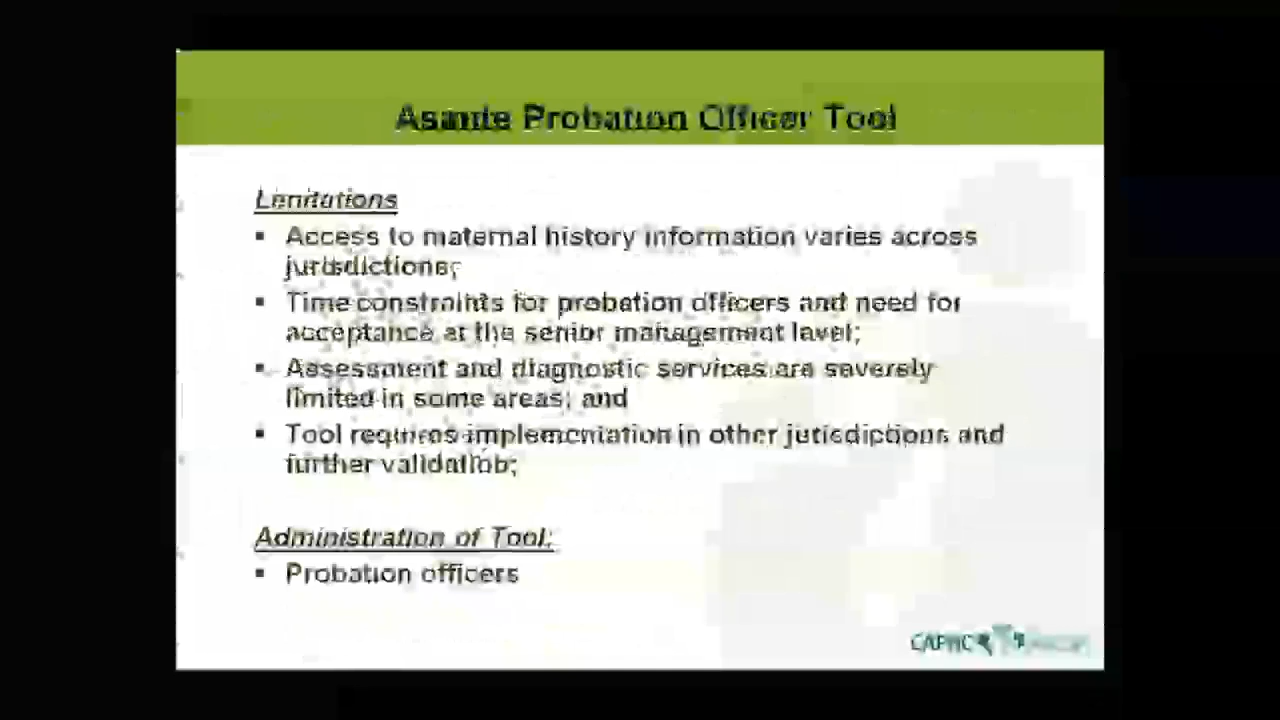 Asante Probation Officer Tool
Limitations
▪ Access to maternal history information varies across
jurisdictions;
▪ Time constraints for probation officers and need for
acceptance at the senior management level;
▪ Assessment and diagnostic services are severely
limited in some areas; and
▪ Tool requires implementation in other jurisdictions and
further validation;
Administration of Tool:
▪ Probation officers
CAPHC